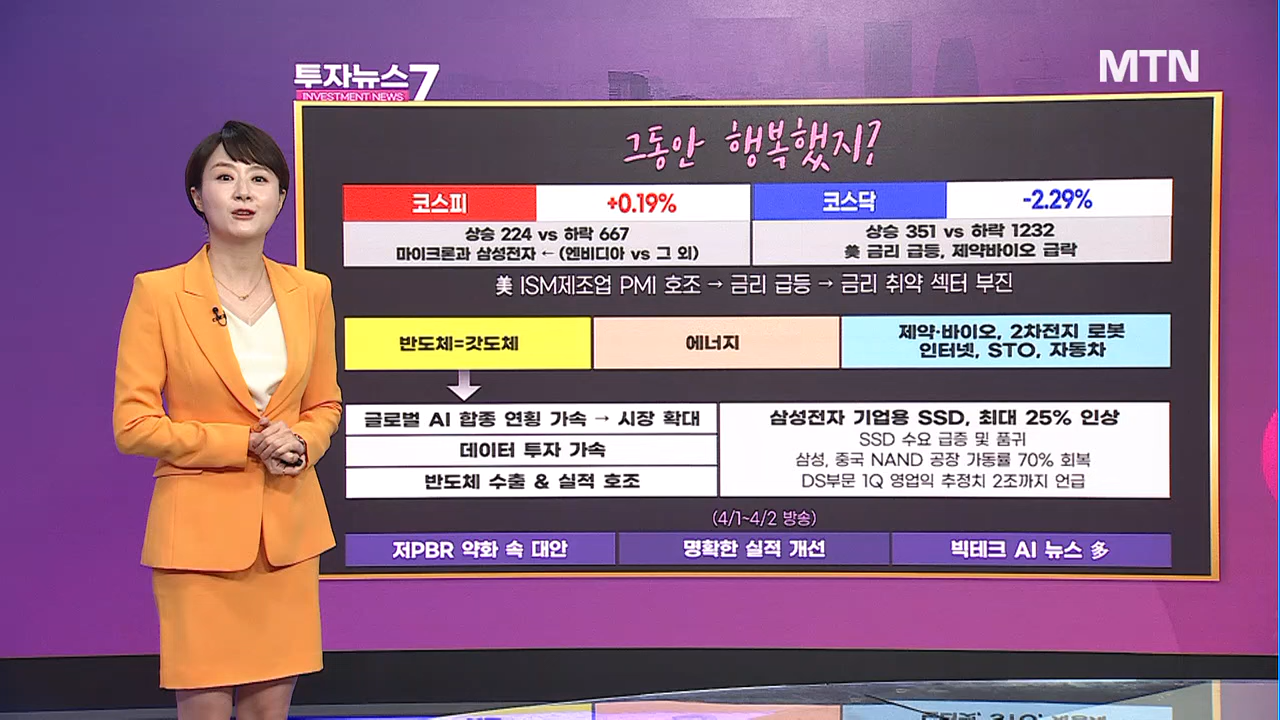 투자뉴스 7
INVESTMENT NEWS
MTN
그동안 행복했지?
코스피 +0.19% 코스닥 -2.29%
상승 224 vs 하락 667
마이크론과 삼성전자 ← (엔비디아 vs 그 외)
상승 351 vs 하락 1232
美 금리 급등, 제약바이오 급락
美 ISM제조업 PMI 호조 → 금리 급등 → 금리 취약 섹터 부진
반도체=갓도체
에너지
제약·바이오, 2차전지 로봇
인터넷, STO, 자동차
글로벌 AI 합종 연횡 가속 → 시장 확대
데이터 투자 가속
반도체 수출 & 실적 호조
삼성전자 기업용 SSD, 최대 25% 인상
SSD 수요 급증 및 품귀
삼성, 중국 NAND 공장 가동률 70% 회복
DS부문 1Q 영업익 추정치 2조까지 언급
(4/1~4/2 방송)
저PBR 약화 속 대안
명확한 실적 개선
빅테크 AI 뉴스 多